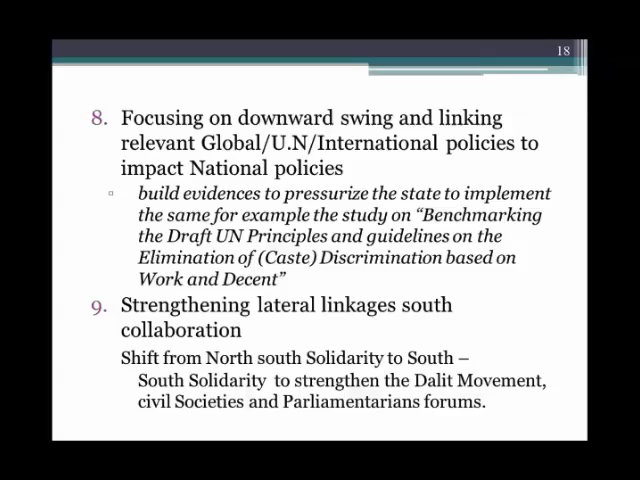 18
8. Focusing on downward swing and linking
relevant Global/U.N/International policies to
impact National policies
▫ build evidences to pressurize the state to implement
the same for example the study on “Benchmarking
the Draft UN Principles and guidelines on the
Elimination of (Caste) Discrimination based on
Work and Decent”
9. Strengthening lateral linkages south
collaboration
Shift from North south Solidarity to South –
South Solidarity to strengthen the Dalit Movement,
civil Societies and Parliamentarians forums.